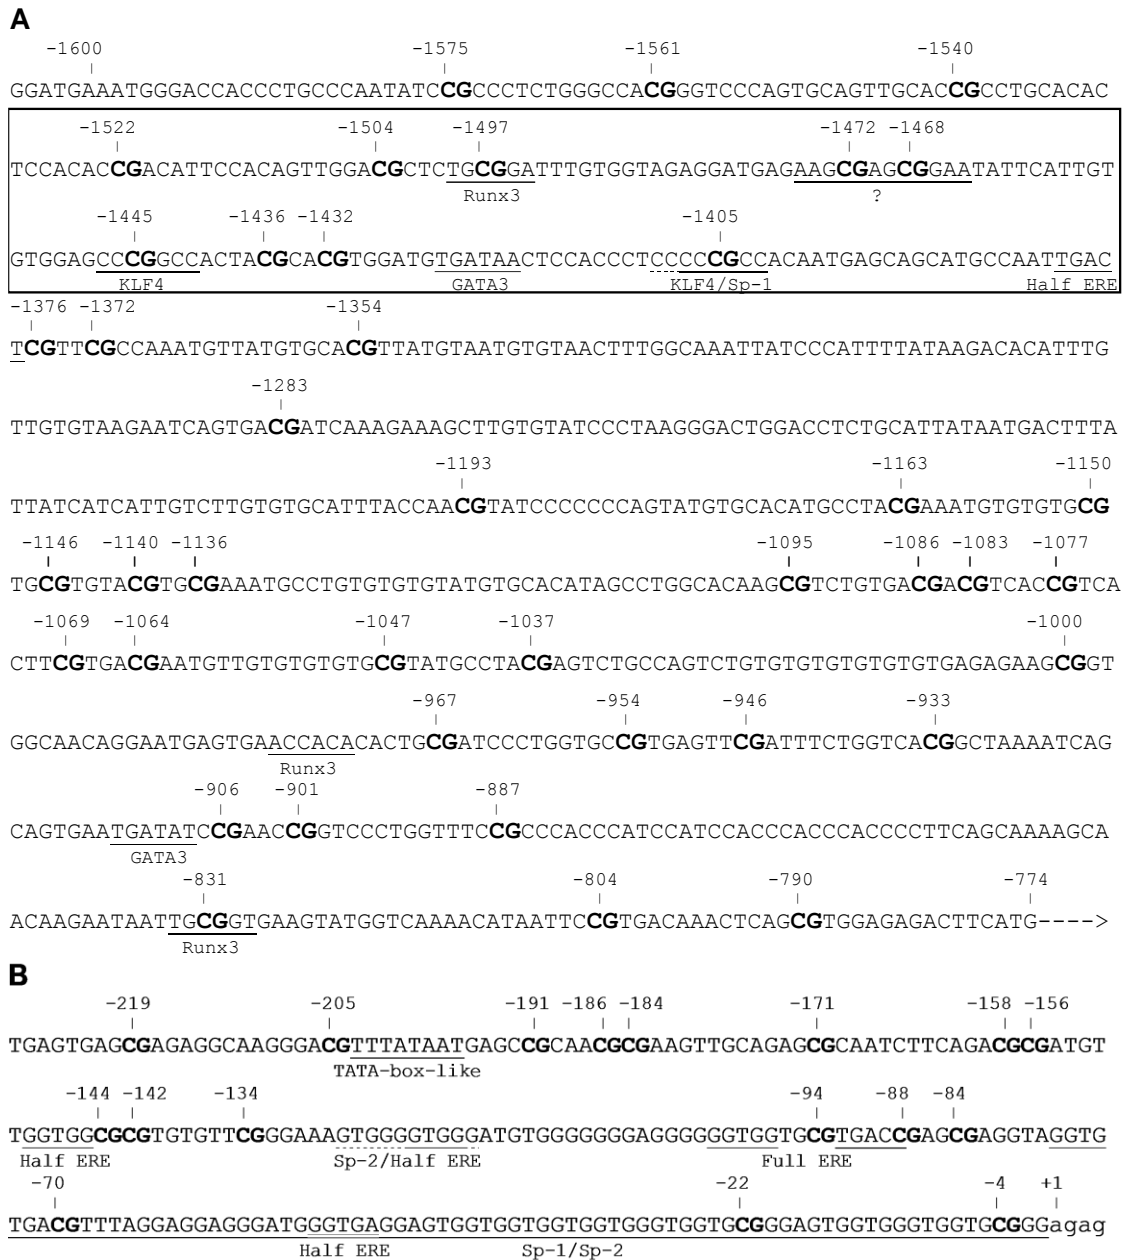 A
-1600 -1575 -1561 -1540
GGATGAAATGGGACCACCCTGCCCAATATCCGCCCTCTGGGCCACGGGTCCCAGTGCAGTTGCACCGCCTGCACAC
-1522 -1504 -1497 -1472 -1468
TCCACACCGACATTCCACAGTTGGACGCTCTGCGGATTTGTGGTAGAGGATGAGAAGCGAGCGGAATATTCATTGT
Runx3 ?
-1445 -1436 -1432 -1405
GTGGAGCCCGGCCACTACGCACGTGGATGTGATAACTCCACCCTCCCCCGCCACAATGAGCAGCATGCCAATTGAC
KLF4 GATA3 KLF4/Sp-1 Half ERE
-1376 -1372 -1354
TCGTTCGCCAAATGTTATGTGCACGTTATGTAATGTGTAACTTTGGCAAATTATCCCATTTTATAAGACACATTTG
-1283
TTGTGTAAGAATCAGTGACGATCAAAGAAAGCTTGTGTATCCCTAAGGGACTGGACCTCTGCATTATAATGACTTTA
-1193 -1163 -1150
TTATCATCATTGTCTTGTGTGCATTTACCAACGTATCCCCCCCAGTATGTGCACATGCCTACGAAATGTGTGTGCG
-1146 -1140 -1136 -1095 -1086 -1083 -1077
TGCGTGTACGTGCGAAATGCCTGTGTGTGTATGTGCACATAGCCTGGCACAAGCGTCTGTGACGACGTCACCGTCA
-1069 -1064 -1047 -1037 -1000
CTTCGTGACGAATGTTGTGTGTGTGCGTATGCCTACGAGTCTGCCAGTCTGTGTGTGTGTGTGTGAGAGAAGCGGT
-967 -954 -946 -933
GGCAACAGGAATGAGTGAACCACACACTGCGATCCCTGGTGCCGTGAGTTCGATTTCTGGTCACGGCTAAAATCAG
Runx3
-906 -901 -887
CAGTGAATGATATCCGAACCGGTCCCTGGTTTCCGCCCACCCATCCATCCACCCACCCACCCCTTCAGCAAAAGCA
GATA3
-831 -804 -790 -774
ACAAGAATAATTGCGGTGAAGTATGGTCAAAACATAATTCCGTGACAAACTCAGCGTGGAGAGACTTCATG---->
Runx3
B
-219 -205 -191 -186 -184 -171 -158 -156
TGAGTGAGCGAGAGGCAAGGGACGTTTATAATGAGCCGCAACGCGAAGTTGCAGAGCGCAATCTTCAGACGCGATGT
TATA-box-like
-144 -142 -134 -94 -88 -84
TGGTGGCGCGTGTGTTCGGGAAAGTGGGGTGGGATGTGGGGGGGAGGGGGGTGGTGCGTGACCGAGCGAGGTAGGTG
Half ERE Sp-2/Half ERE Full ERE
-70 -22 -4 +1
TGACGTTTAGGAGGAGGGATGGGTGAGGAGTGGTGGTGGTGGTGGGTGGTGCGGGAGTGGTGGGTGGTGCGGGagag
Half ERE Sp-1/Sp-2